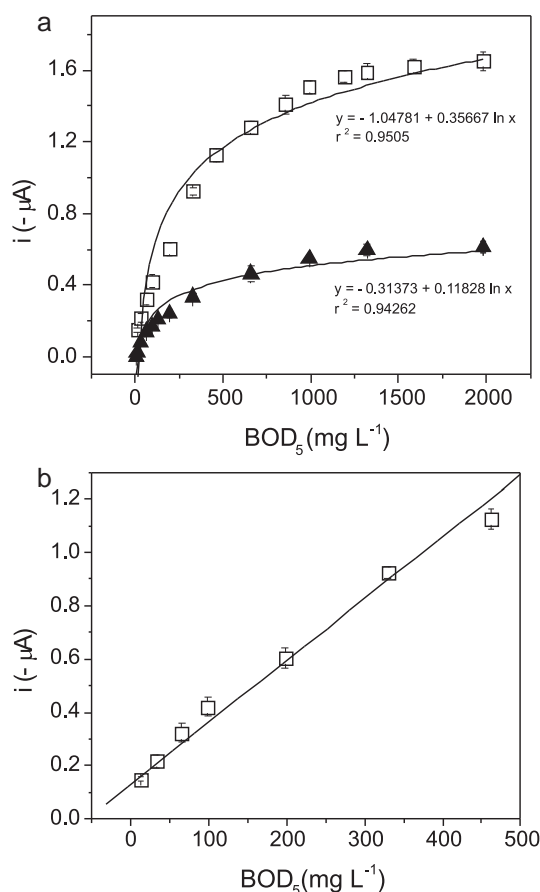 a
1.6
1.2
0.8
0.4
0.0
i (- μA)
y = - 1.04781 + 0.35667 ln x
r² = 0.9505
y = - 0.31373 + 0.11828 ln x
r² = 0.94262
0 500 1000 1500 2000
BOD₅ (mg L⁻¹)
b
1.2
1.0
0.8
0.6
0.4
0.2
0.0
i (- μA)
0 100 200 300 400 500
BOD₅ (mg L⁻¹)